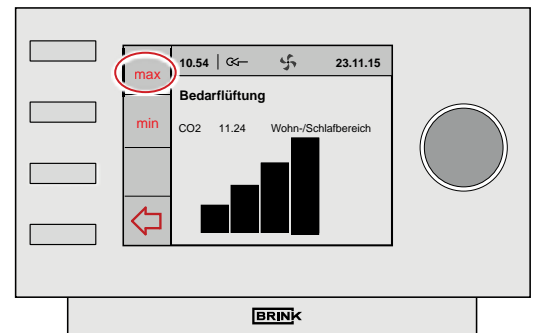 max
10.54 23.11.15
Bedarflüftung
min
CO2 11.24 Wohn-/Schlafbereich
BRINK